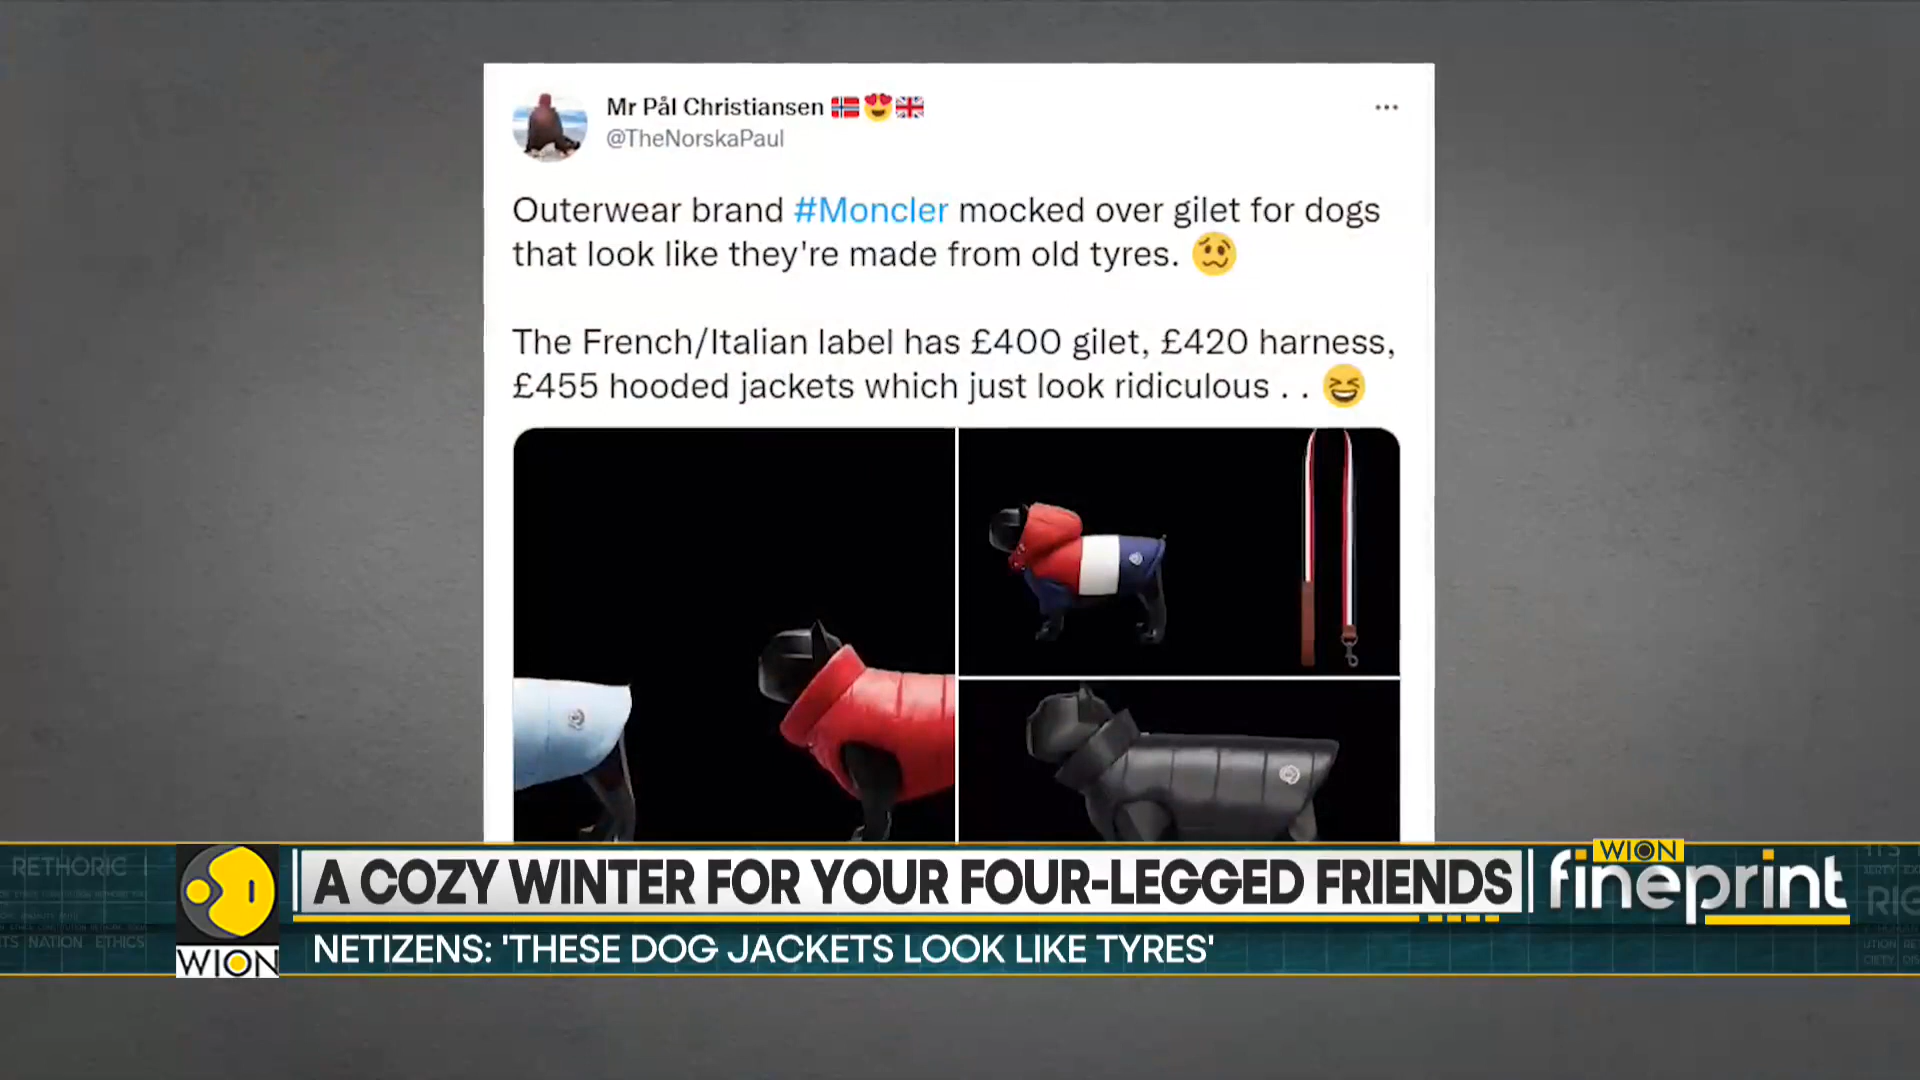 Mr Pål Christiansen 🇳🇴😍🇬🇧
@TheNorskaPaul
Outerwear brand #Moncler mocked over gilet for dogs
that look like they're made from old tyres. 🥴
The French/Italian label has £400 gilet, £420 harness,
£455 hooded jackets which just look ridiculous . . 😆
RETHORIC
NATION ETHICS
WION
A COZY WINTER FOR YOUR FOUR-LEGGED FRIENDS
NETIZENS: 'THESE DOG JACKETS LOOK LIKE TYRES'
WION
fineprint